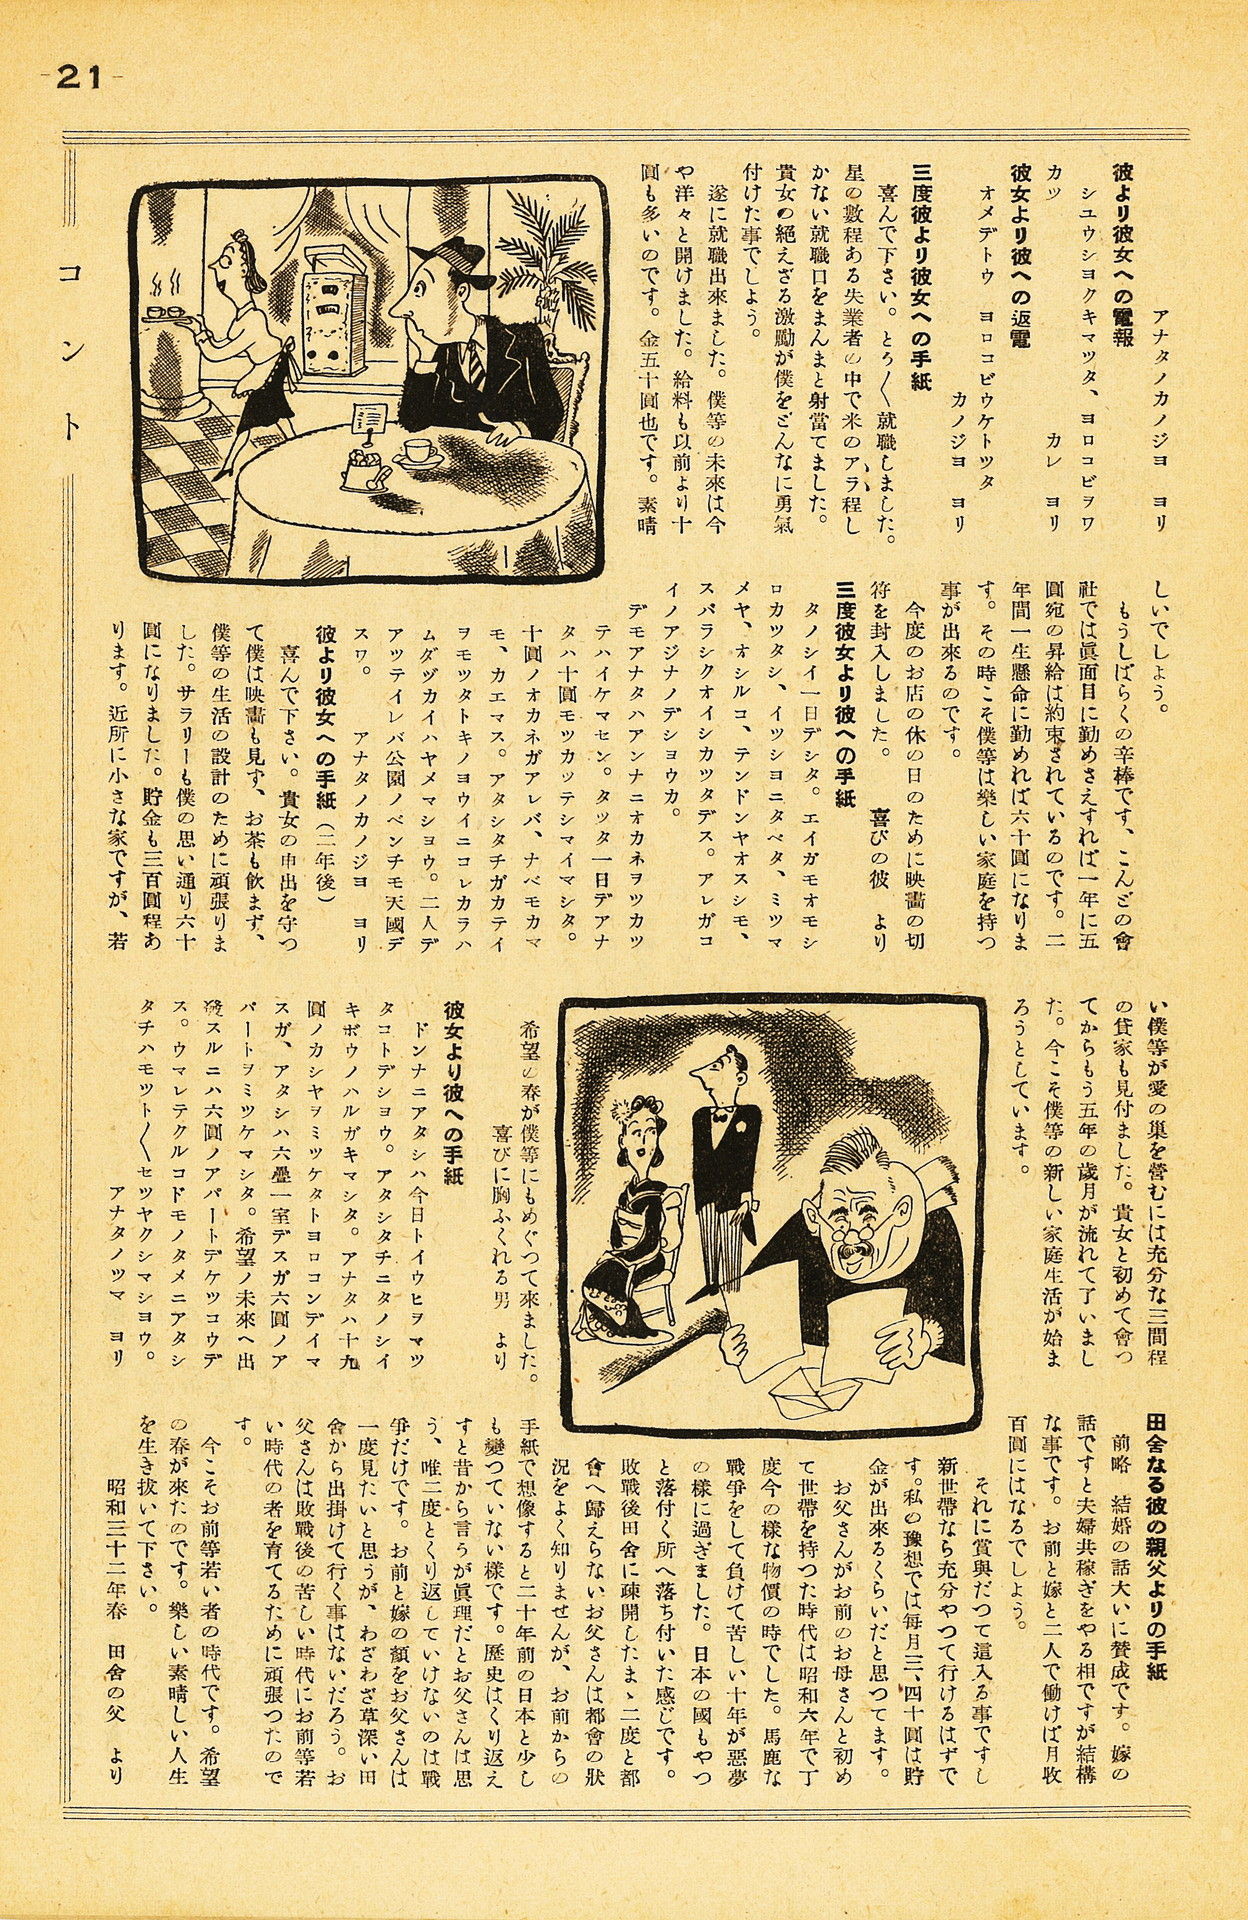 -21-
コント
アナタノカノジヨ ヨリ
彼より彼女への電報
シユウシヨクキマツタ、ヨロコビヲワ
カツ カレ ヨリ
彼女より彼への返電
オメデトウ ヨロコビウケトツタ
カノジヨ ヨリ
三度彼より彼女への手紙
喜んで下さい。とう〱就職しました。
星の數程ある失業者の中で米のアラ程し
かない就職口をまんまと射當てました。
貴女の絶えざる激勵が僕をどんなに勇氣
付けた事でしよう。
遂に就職出來ました。僕等の未來は今
や洋々と開けました。給料も以前より十
圓も多いのです。金五十圓也です。素晴
しいでしょう。
もうしばらくの辛棒です、こんどの會
社では眞面目に勤めさえすれば一年に五
圓宛の昇給は約束されているのです。二
年間一生懸命に勤めれば六十圓になりま
す。その時こそ僕等は樂しい家庭を持つ
事が出來るのです。
今度のお店の休の日のために映畵の切
符を封入しました。 喜びの彼 より
三度彼女より彼への手紙
タノシイ一日デシタ。エイガモオモシ
ロカツタシ、イツシヨニタベタ、ミツマ
メヤ、オシルコ、テンドンヤオスシモ、
スバラシクオイシカツタデス。アレガコ
イノアジナノデシヨウカ。
デモアナタハアンナニオカネヲツカツ
テハイケマセン。タツタ一日デアナ
タハ十圓モツカッテシマイマシタ。
十圓ノオカネガアレバ、ナベモカマ
モ、カエマス。アタシタチガカテイ
ヲモツタトキノヨウイニコレカラハ
ムダヅカイハヤメマシヨウ。二人デ
アツテイレバ公園ノベンチモ天國デ
スワ。 アナタノカノジヨ ヨリ
彼より彼女への手紙(二年後)
喜んで下さい。貴女の申出を守つ
て僕は映畵も見ず、お茶も飲まず、
僕等の生活の設計のために頑張りま
した。サラリーも僕の思い通り六十
圓になりました。貯金も三百圓程あ
ります。近所に小さな家ですが、若
い僕等が愛の巣を營むには充分な三間程
の貸家も見付ました。貴女と初めて會つ
てからもう五年の歳月が流れて了いまし
た。今こそ僕等の新しい家庭生活が始ま
ろうとしています。
希望の春が僕等にもめぐつて來ました。
喜びに胸ふくれる男 より
彼女より彼への手紙
ドンナニアタシハ今日トイウヒヲマツ
タコトデショウ。アタシタチニタノシイ
キボウノハルガキマシタ。アナタハ十九
圓ノカシヤヲミツケタトヨロコンデイマ
スガ、アタシハ六疊一室デスガ六圓ノア
パートヲミツケマシタ。希望ノ未來ヘ出
發スルニハ六圓ノアパートデケツコウデ
ス。ウマレテクルコドモノタメニアタシ
タチハモツト〱セツヤクシマシヨウ。
アナタノツマ ヨリ
田舍なる彼の親父よりの手紙
前略 結婚の話大いに賛成です。嫁の
話ですと夫婦共稼ぎをやる相ですが結構
な事です。お前と嫁と二人で働けば月收
百圓にはなるでしよう。
それに賞與だつて這入る事ですし
新世帶なら充分やつて行けるはずで
す。私の豫想では毎月三、四十圓は貯
金が出來るくらいだと思つてます。
お父さんがお前のお母さんと初め
て世帶を持つた時代は昭和六年で丁
度今の樣な物價の時でした。馬鹿な
戰爭をして負けて苦しい十年が惡夢
の樣に過ぎました。日本の國もやつ
と落付く所へ落ち付いた感じです。
敗戰後田舍に疎開したまゝ二度と都
會へ歸えらないお父さんは都會の狀
況をよく知りませんが、お前からの
手紙で想像すると二十年前の日本と少し
も變つていない樣です。歷史はくり返え
すと昔から言うが眞理だとお父さんは思
う、唯二度とくり返していけないのは戰
爭だけです。お前と嫁の顏をお父さんは
一度見たいと思うが、わざわざ草深い田
舍から出掛けて行く事はないだろう。お
父さんは敗戰後の苦しい時代にお前等若
い時代の者を育てるために頑張つたので
す。
今こそお前等若い者の時代です。希望
の春が來たのです。樂しい素晴しい人生
を生き拔いて下さい。
昭和三十二年春 田舍の父 より